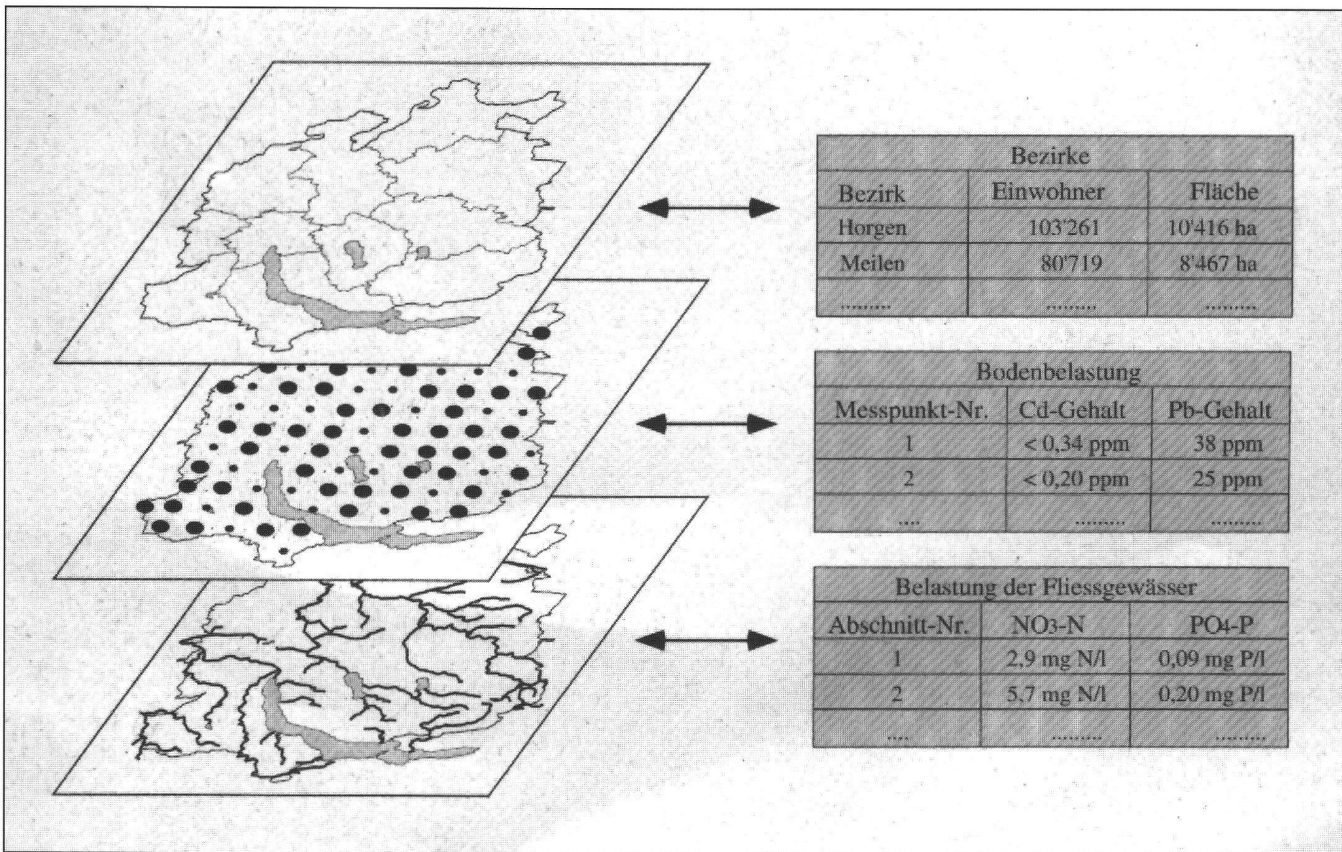 Bezirke
Bezirk Einwohner Fläche
Horgen 103'261 10'416 ha
Meilen 80'719 8'467 ha
......... ......... .........
Bodenbelastung
Messpunkt-Nr. Cd-Gehalt Pb-Gehalt
1 < 0,34 ppm 38 ppm
2 < 0,20 ppm 25 ppm
.... ......... .........
Belastung der Fliessgewässer
Abschnitt-Nr. NO3-N PO4-P
1 2,9 mg N/l 0,09 mg P/l
2 5,7 mg N/l 0,20 mg P/l
.... ......... .........